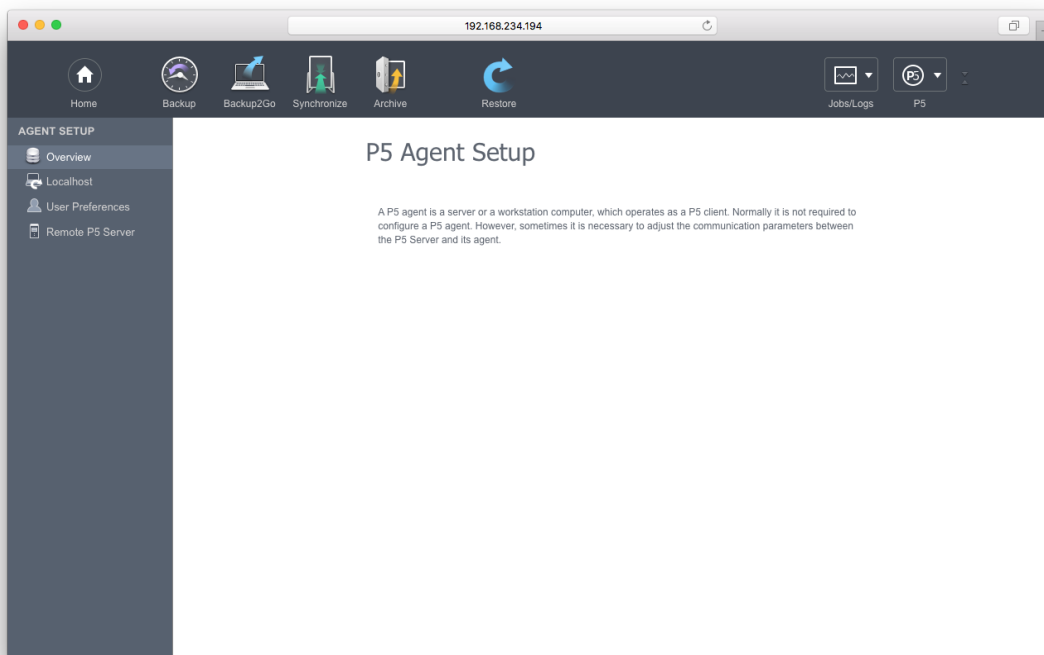 192.168.234.194
Home
Backup
Backup2Go
Synchronize
Archive
Restore
Jobs/Logs
P5
P5
AGENT SETUP
Overview
Localhost
User Preferences
Remote P5 Server
P5 Agent Setup
A P5 agent is a server or a workstation computer, which operates as a P5 client. Normally it is not required to
configure a P5 agent. However, sometimes it is necessary to adjust the communication parameters between
the P5 Server and its agent.